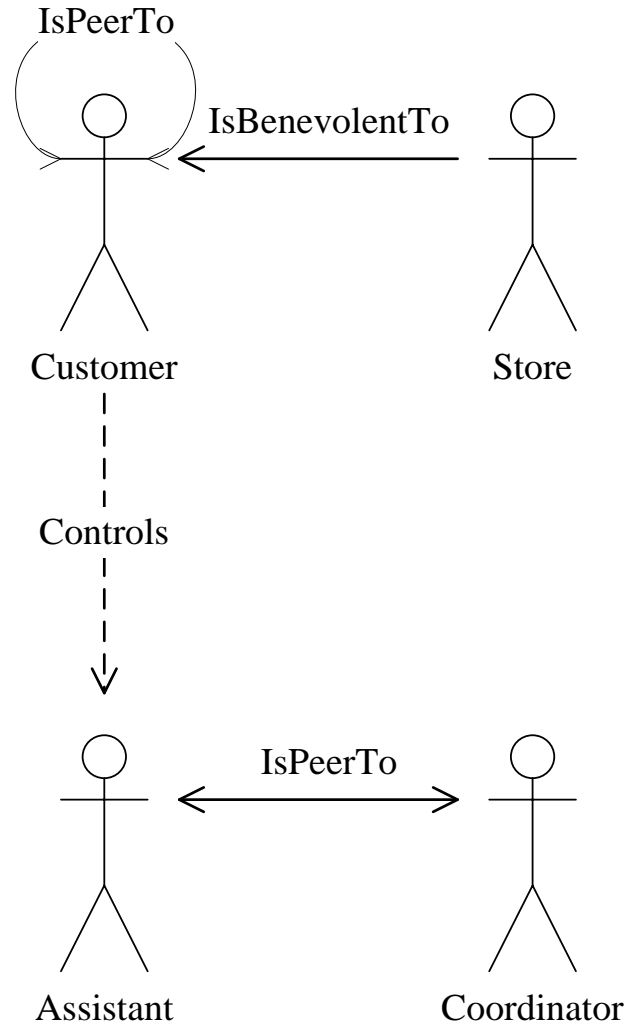 IsPeerTo
IsBenevolentTo
Customer
Store
Controls
IsPeerTo
Assistant
Coordinator